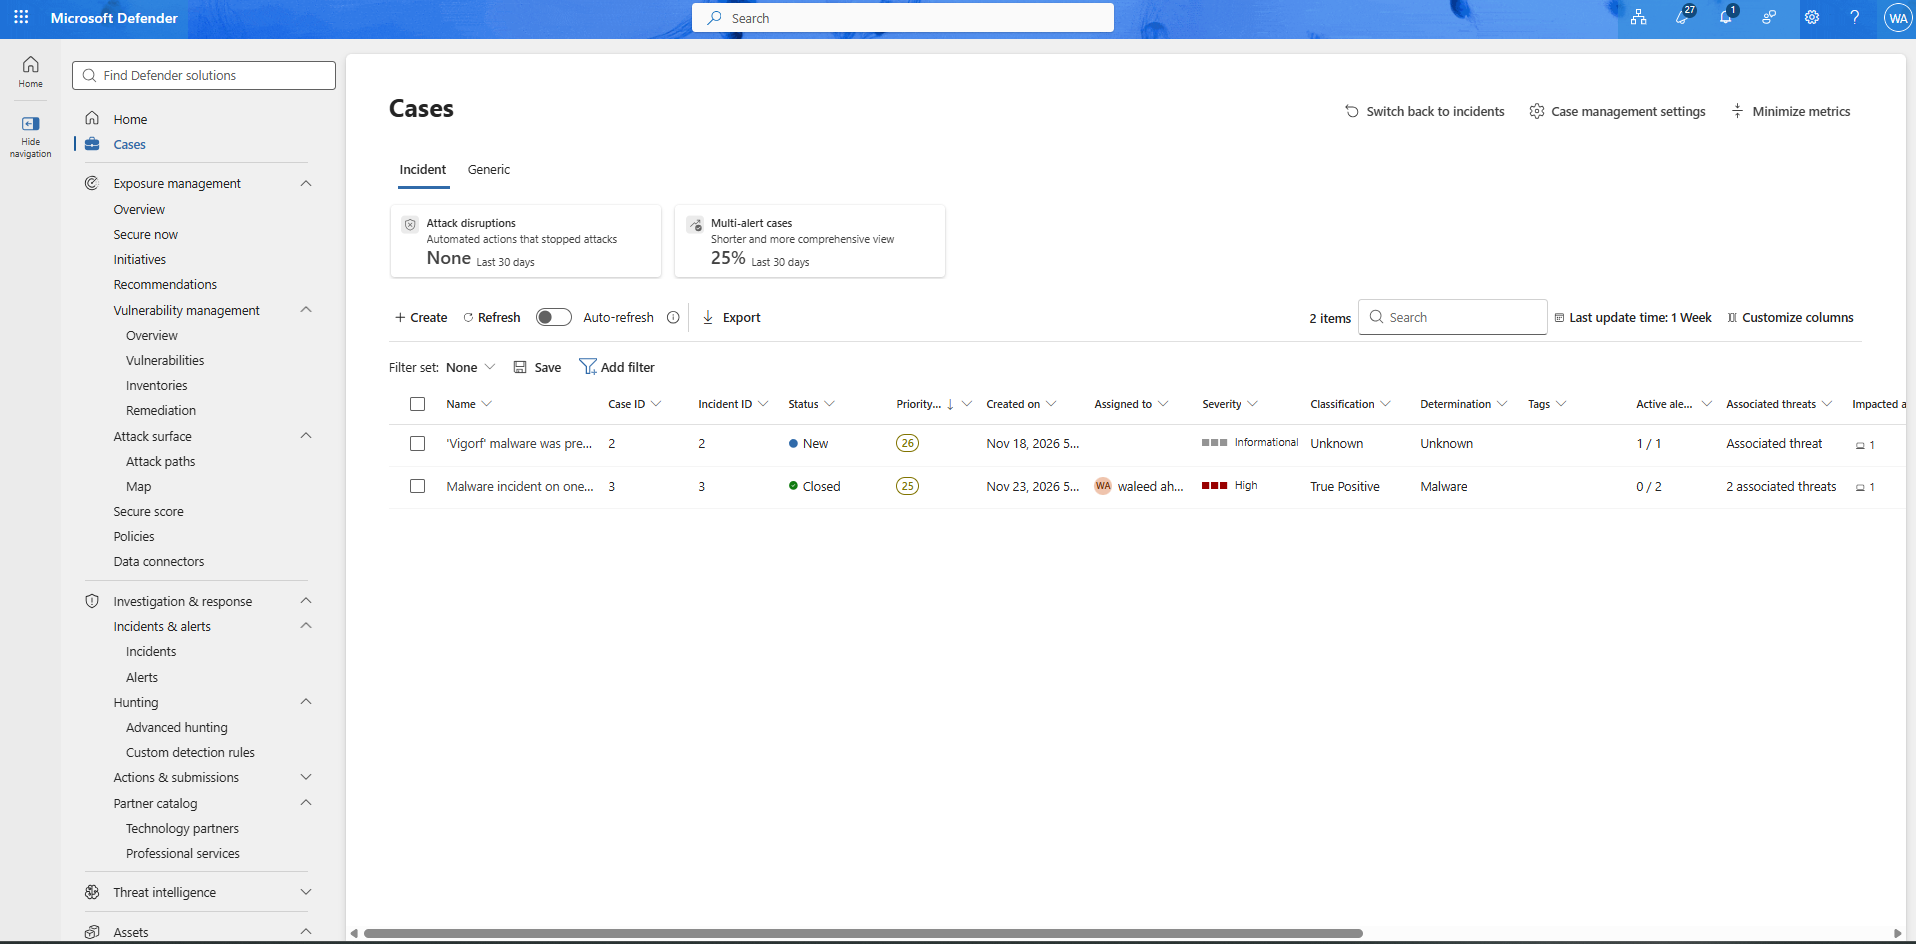 Microsoft Defender
Search
27
1
WA
Home
Hide navigation
Find Defender solutions
Home
Cases
Exposure management
Overview
Secure now
Initiatives
Recommendations
Vulnerability management
Overview
Vulnerabilities
Inventories
Remediation
Attack surface
Attack paths
Map
Secure score
Policies
Data connectors
Investigation & response
Incidents & alerts
Incidents
Alerts
Hunting
Advanced hunting
Custom detection rules
Actions & submissions
Partner catalog
Technology partners
Professional services
Threat intelligence
Assets
Cases
Switch back to incidents
Case management settings
Minimize metrics
Incident Generic
Attack disruptions
Automated actions that stopped attacks
None Last 30 days
Multi-alert cases
Shorter and more comprehensive view
25% Last 30 days
+ Create Refresh Auto-refresh Export
2 items Search Last update time: 1 Week Customize columns
Filter set: None Save Add filter
Name Case ID Incident ID Status Priority... Created on Assigned to Severity Classification Determination Tags Active ale... Associated threats Impacted a
'Vigorf' malware was pre... 2 2 New 26 Nov 18, 2026 5... Informational Unknown Unknown 1 / 1 Associated threat 1
Malware incident on one... 3 3 Closed 25 Nov 23, 2026 5... WA waleed ah... High True Positive Malware 0 / 2 2 associated threats 1